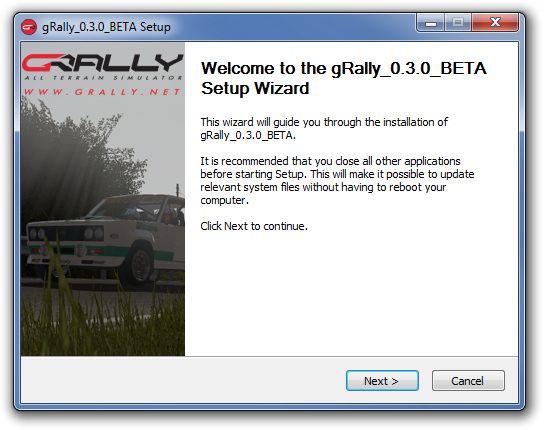 gRally_0.3.0_BETA Setup
GRALLY
ALL TERRAIN SIMULATOR
WWW.GRALLY.NET
Welcome to the gRally_0.3.0_BETA
Setup Wizard
This wizard will guide you through the installation of
gRally_0.3.0_BETA.
It is recommended that you close all other applications
before starting Setup. This will make it possible to update
relevant system files without having to reboot your
computer.
Click Next to continue.
Next >
Cancel